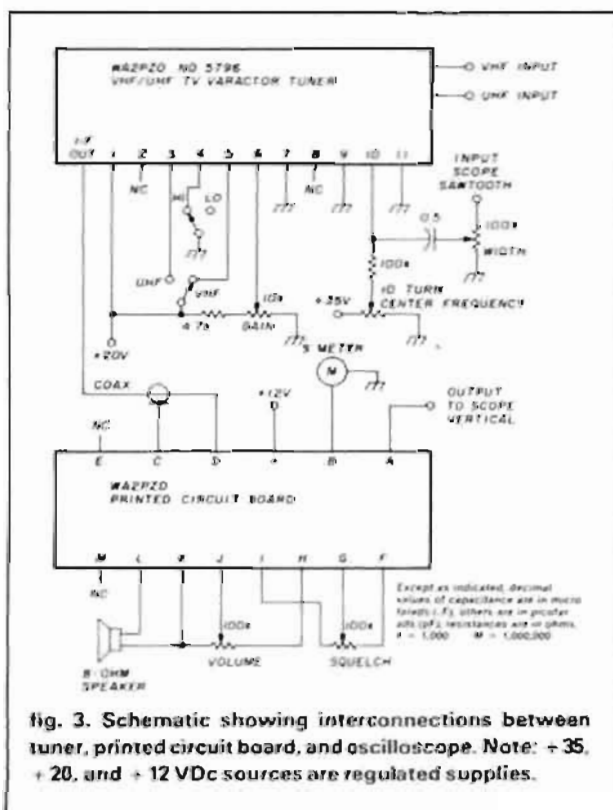 WA2PZO NO 5796
VHF/UHF TV VARACTOR TUNER
VHF INPUT
UHF INPUT
OUT 1 2 3 4 5 6 7 8 9 10 11
NC
NC
INPUT
SCOPE
SAWTOOTH
HI LO
0.5
100k
WIDTH
100k
UHF
VHF
10k
10 TURN
CENTER FREQUENCY
+35V
4.7k
GAIN
+20V
S METER
M
COAX
+12V
OUTPUT
TO SCOPE
VERTICAL
NC
E C D B A
WA2PZO
PRINTED CIRCUIT BOARD
M L K J I H G F
NC
100k
100k
8-OHM
SPEAKER
VOLUME
SQUELCH
Except as indicated, decimal
values of capacitance are in micro
farads; others are in picofar
ads (pF); resistances are in ohms,
k = 1,000 M = 1,000,000
fig. 3. Schematic showing interconnections between
tuner, printed circuit board, and oscilloscope. Note: +35,
+20, and +12 VDc sources are regulated supplies.